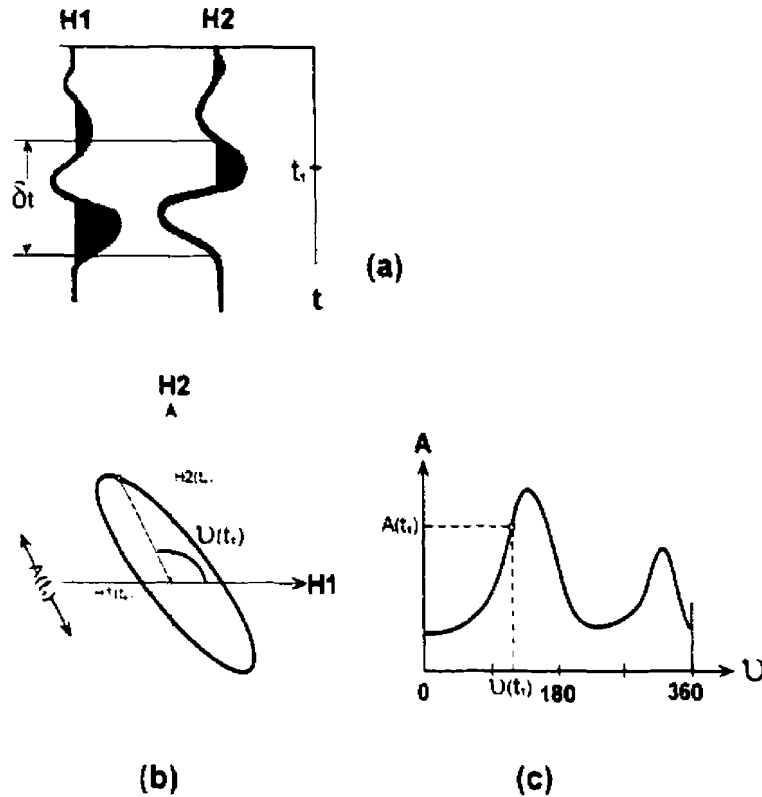 H1 H2
t₁
δt
(a)
t
H2
A
H2(t₁
υ(t₁)
A(t₁)
H1(t₁
H1
A
A(t₁)
0 υ(t₁) 180 360 υ
(b) (c)